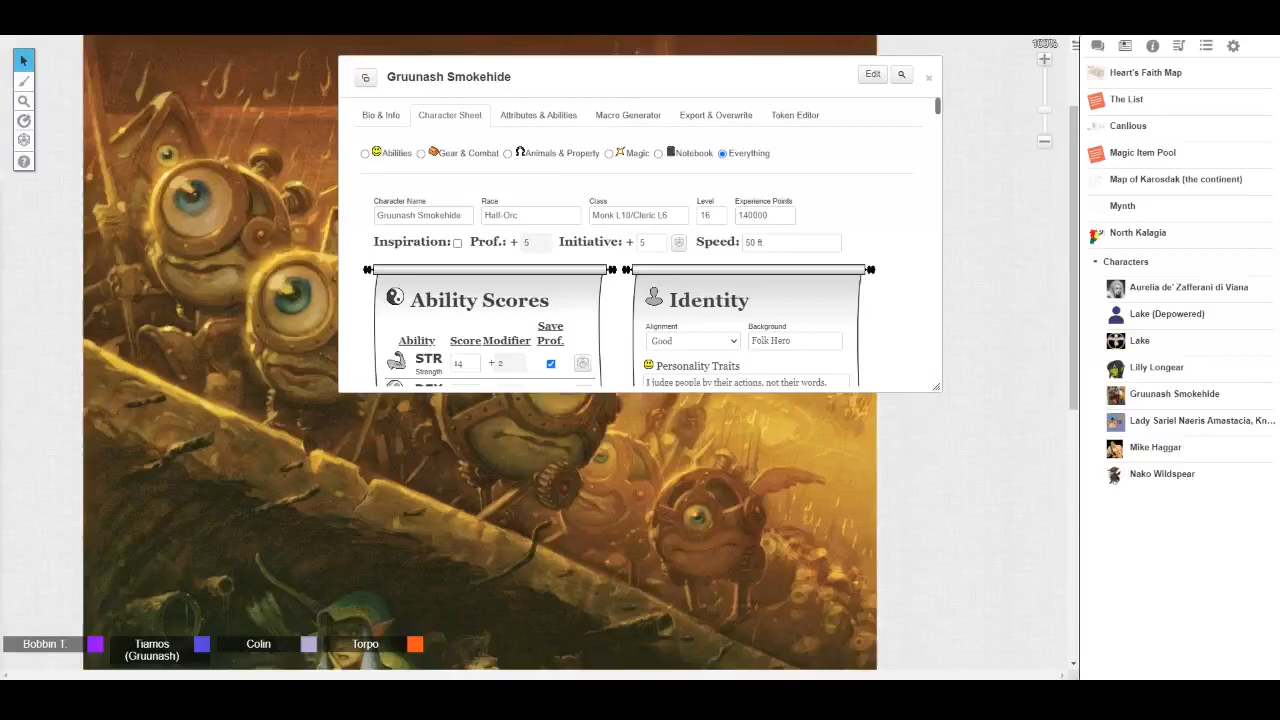 Gruunash Smokehide
Edit
Bio & Info
Character Sheet
Attributes & Abilities
Macro Generator
Export & Overwrite
Token Editor
Abilities
Gear & Combat
Animals & Property
Magic
Notebook
Everything
Character Name
Race
Class
Level
Experience Points
Gruunash Smokehide
Half-Orc
Monk L10/Cleric L6
16
140000
Inspiration:
Prof.: + 5
Initiative: + 5
Speed: 50 ft
Ability Scores
Ability
Score
Modifier
Save
Prof.
STR
Strength
14
+ 2
Identity
Alignment
Background
Good
Folk Hero
Personality Traits
I judge people by their actions, not their words.
100%
Heart's Faith Map
The List
Canlious
Magic Item Pool
Map of Karosdak (the continent)
Mynth
North Kalagia
Characters
Aurelia de' Zafferani di Viana
Lake (Depowered)
Lake
Lilly Longear
Gruunash Smokehide
Lady Sariel Naeris Amastacia, Kn...
Mike Haggar
Nako Wildspear
Bobbin T.
Tiamos
(Gruunash)
Colin
Torpo